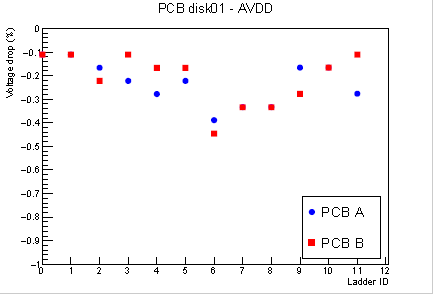 PCB disk01 - AVDD
Voltage drop (%)
0
−0.1
−0.2
−0.3
−0.4
−0.5
−0.6
−0.7
−0.8
−0.9
−1
0 1 2 3 4 5 6 7 8 9 10 11 12
Ladder ID
PCB A
PCB B